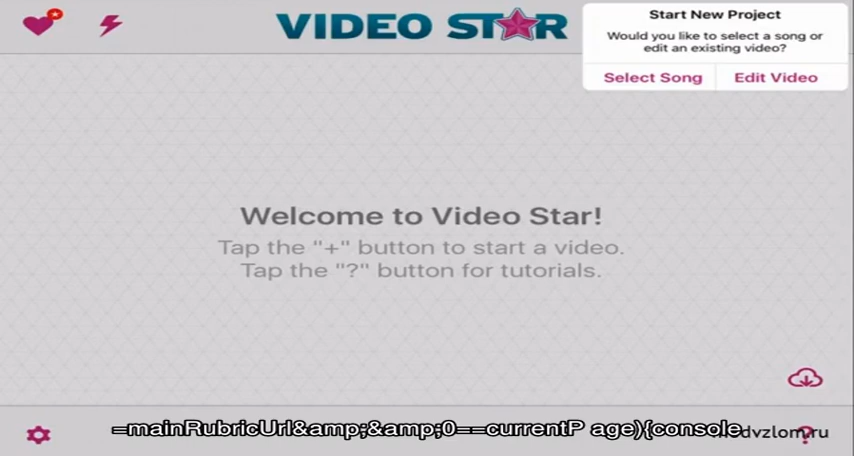 VIDEO STAR
Start New Project
Would you like to select a song or
edit an existing video?
Select Song
Edit Video
Welcome to Video Star!
Tap the "+" button to start a video.
Tap the "?" button for tutorials.
=mainRubricUrl&amp;&amp;0==currentP age){console
modvzlom.ru
?